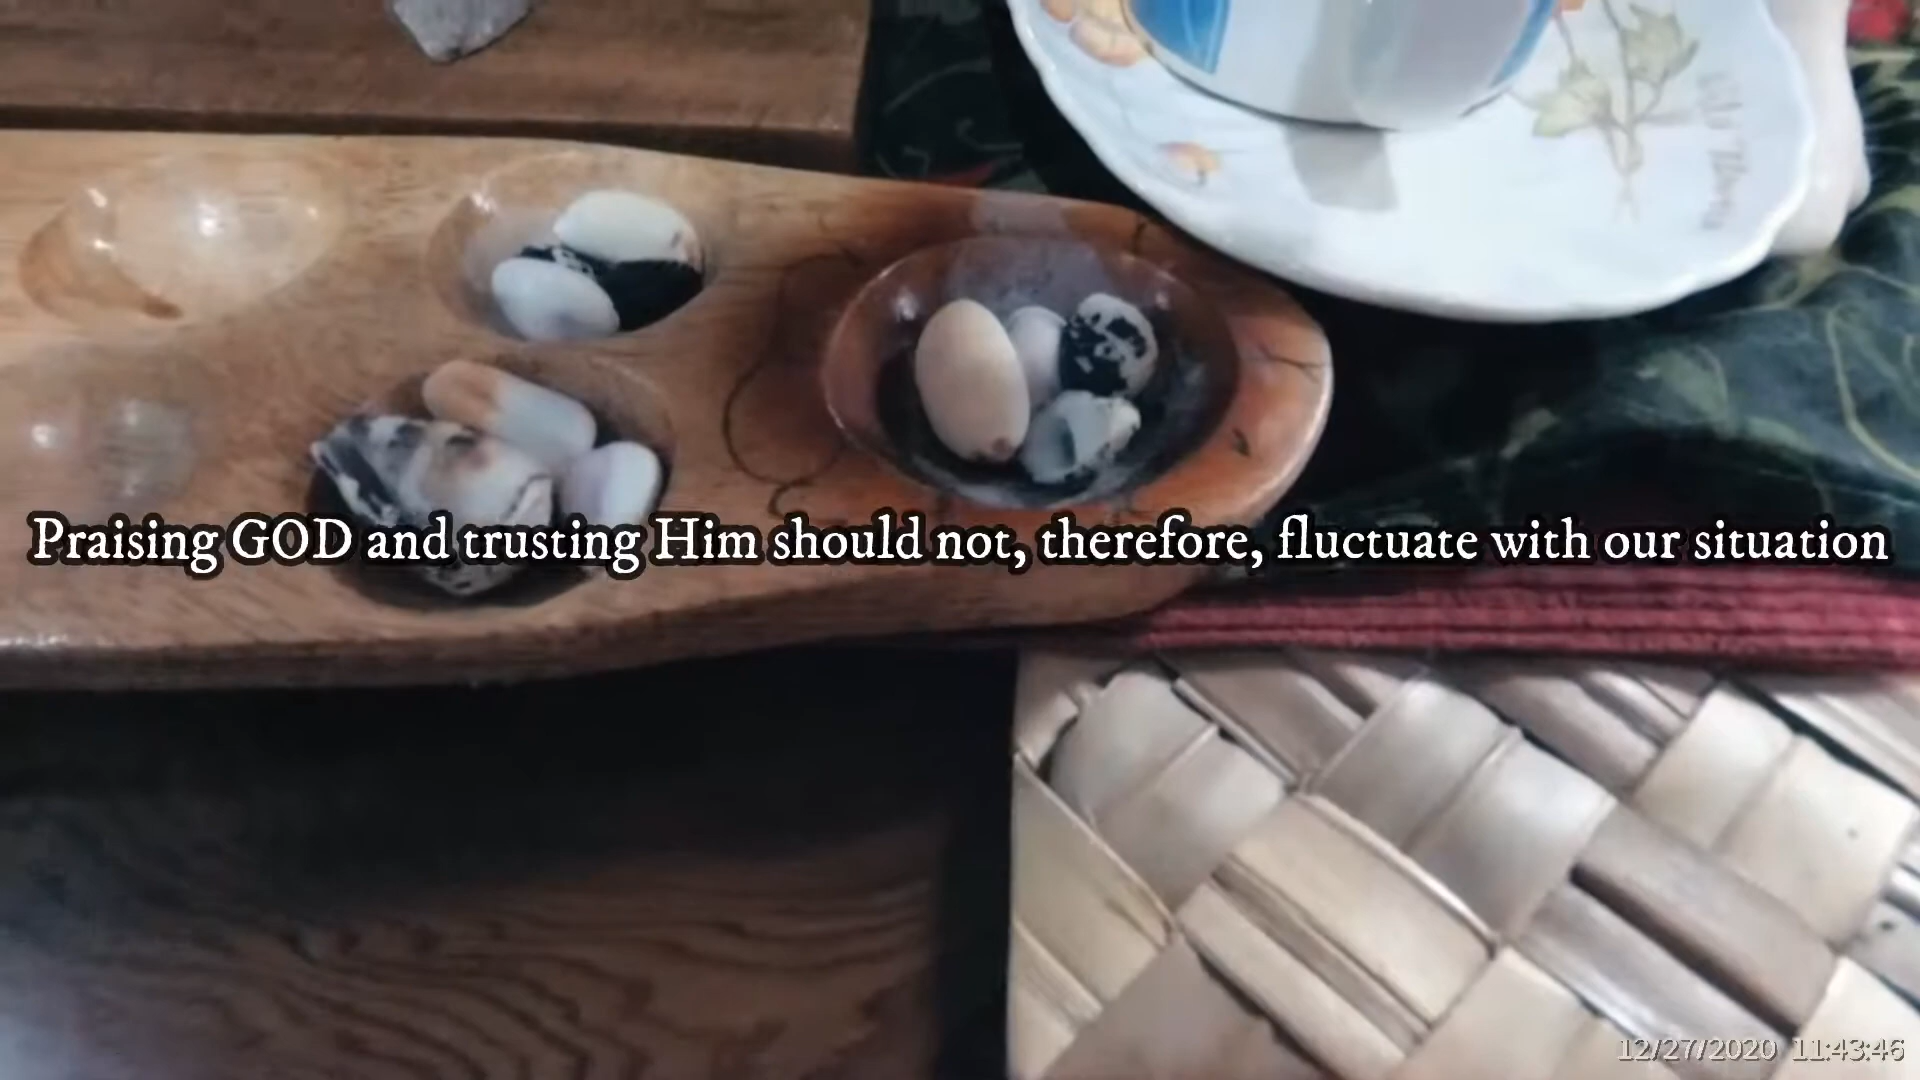 Praising GOD and trusting Him should not, therefore, fluctuate with our situation
12/27/2020 11:43:46